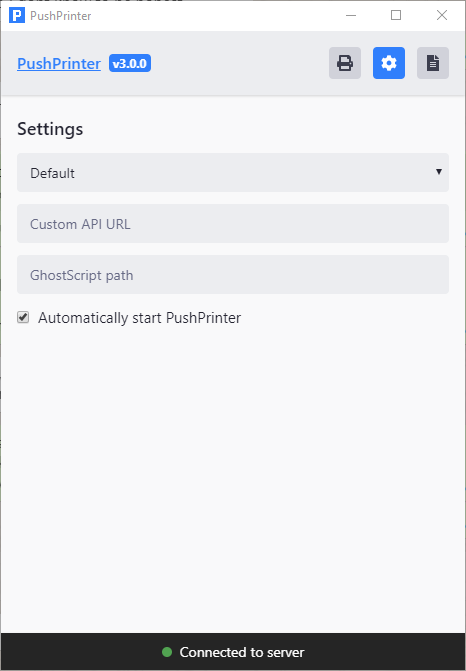 PushPrinter
PushPrinter v3.0.0
Settings
Default
Custom API URL
GhostScript path
Automatically start PushPrinter
Connected to server